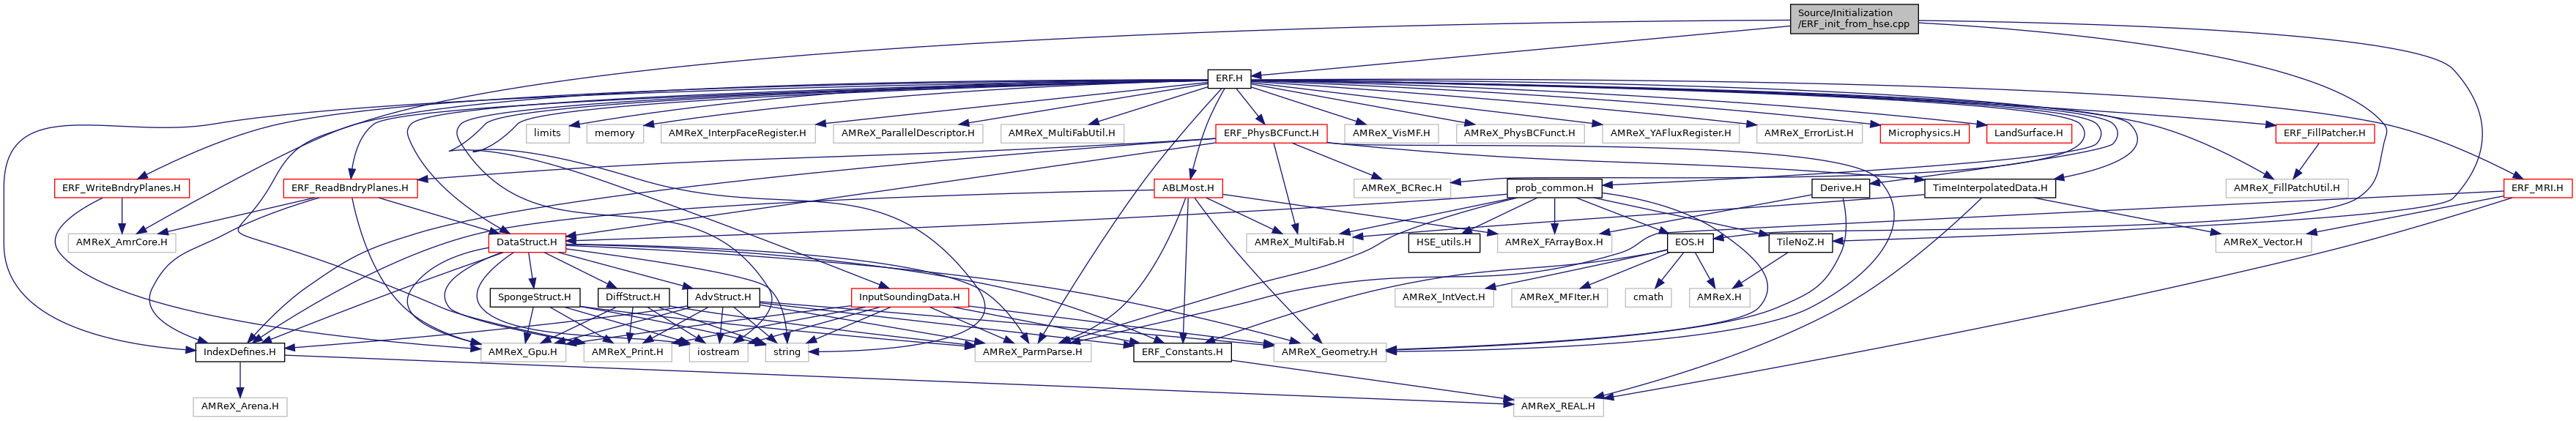 Source/Initialization
/ERF_init_from_hse.cpp
ERF.H
limits
memory
AMReX_InterpFaceRegister.H
AMReX_ParallelDescriptor.H
AMReX_MultiFabUtil.H
ERF_PhysBCFunct.H
AMReX_VisMF.H
AMReX_PhysBCFunct.H
AMReX_YAFluxRegister.H
AMReX_ErrorList.H
Microphysics.H
LandSurface.H
ERF_FillPatcher.H
ERF_WriteBndryPlanes.H
ERF_ReadBndryPlanes.H
ABLMost.H
AMReX_BCRec.H
prob_common.H
Derive.H
TimeInterpolatedData.H
AMReX_FillPatchUtil.H
ERF_MRI.H
AMReX_AmrCore.H
DataStruct.H
AMReX_MultiFab.H
HSE_utils.H
AMReX_FArrayBox.H
EOS.H
TileNoZ.H
AMReX_Vector.H
SpongeStruct.H
DiffStruct.H
AdvStruct.H
InputSoundingData.H
AMReX_IntVect.H
AMReX_MFIter.H
cmath
AMReX.H
IndexDefines.H
AMReX_Gpu.H
AMReX_Print.H
iostream
string
AMReX_ParmParse.H
ERF_Constants.H
AMReX_Geometry.H
AMReX_Arena.H
AMReX_REAL.H